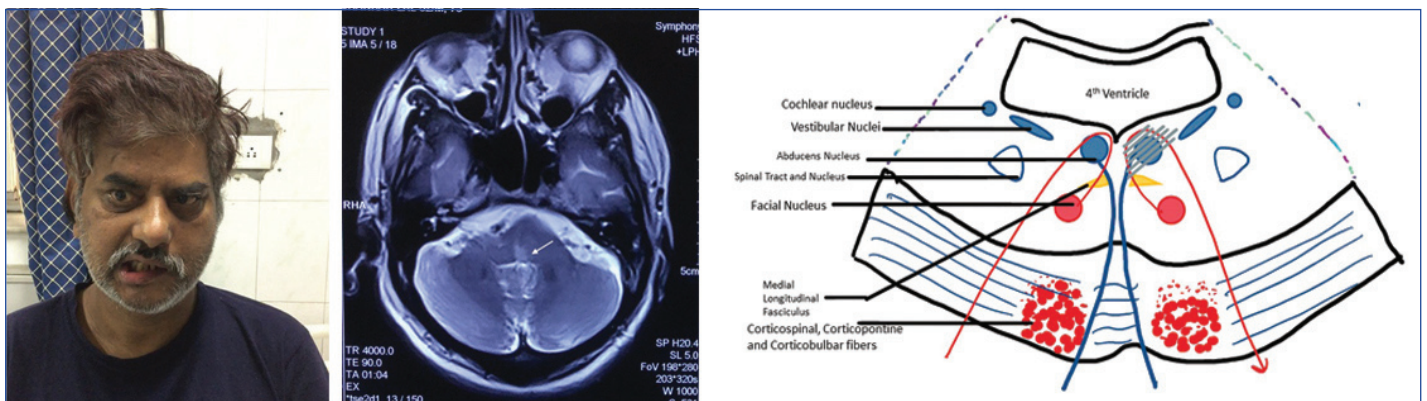 STUDY 1
5 IMA 5 / 18
Symphony
HFS
+LPH
RHA
5cm
TR 4000.0
TE 90.0
TA 01:04
EX
*tse2d1_13 / 150
SP H20.4
SL 5.0
FoV 198*280
203*320s
W 1000
4th Ventricle
Cochlear nucleus
Vestibular Nuclei
Abducens Nucleus
Spinal Tract and Nucleus
Facial Nucleus
Medial
Longitudinal
Fasciculus
Corticospinal, Corticopontine
and Corticobulbar fibers